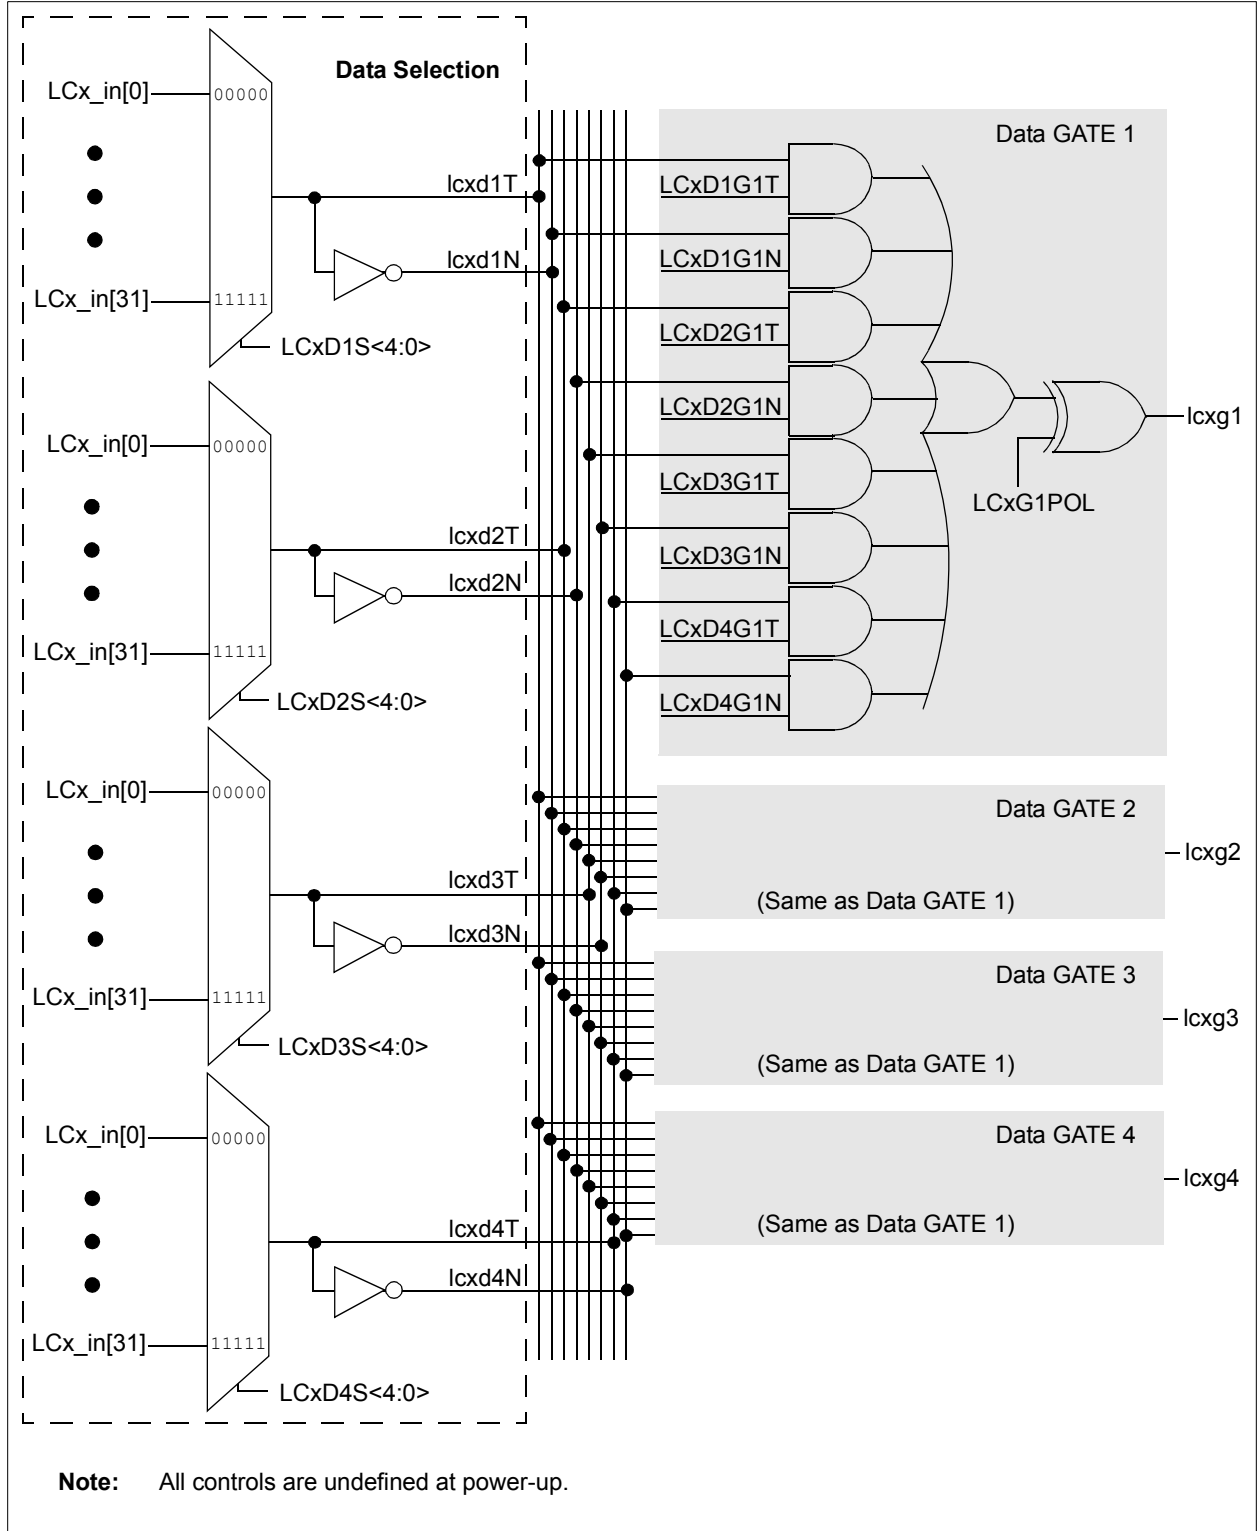 Data Selection
LCx_in[0]
00000
LCx_in[31]
11111
LCxD1S<4:0>
lcxd1T
lcxd1N
LCx_in[0]
00000
LCx_in[31]
11111
LCxD2S<4:0>
lcxd2T
lcxd2N
LCx_in[0]
00000
LCx_in[31]
11111
LCxD3S<4:0>
lcxd3T
lcxd3N
LCx_in[0]
00000
LCx_in[31]
11111
LCxD4S<4:0>
lcxd4T
lcxd4N
Data GATE 1
LCxD1G1T
LCxD1G1N
LCxD2G1T
LCxD2G1N
LCxD3G1T
LCxD3G1N
LCxD4G1T
LCxD4G1N
LCxG1POL
lcxg1
Data GATE 2
(Same as Data GATE 1)
lcxg2
Data GATE 3
(Same as Data GATE 1)
lcxg3
Data GATE 4
(Same as Data GATE 1)
lcxg4
Note: All controls are undefined at power-up.